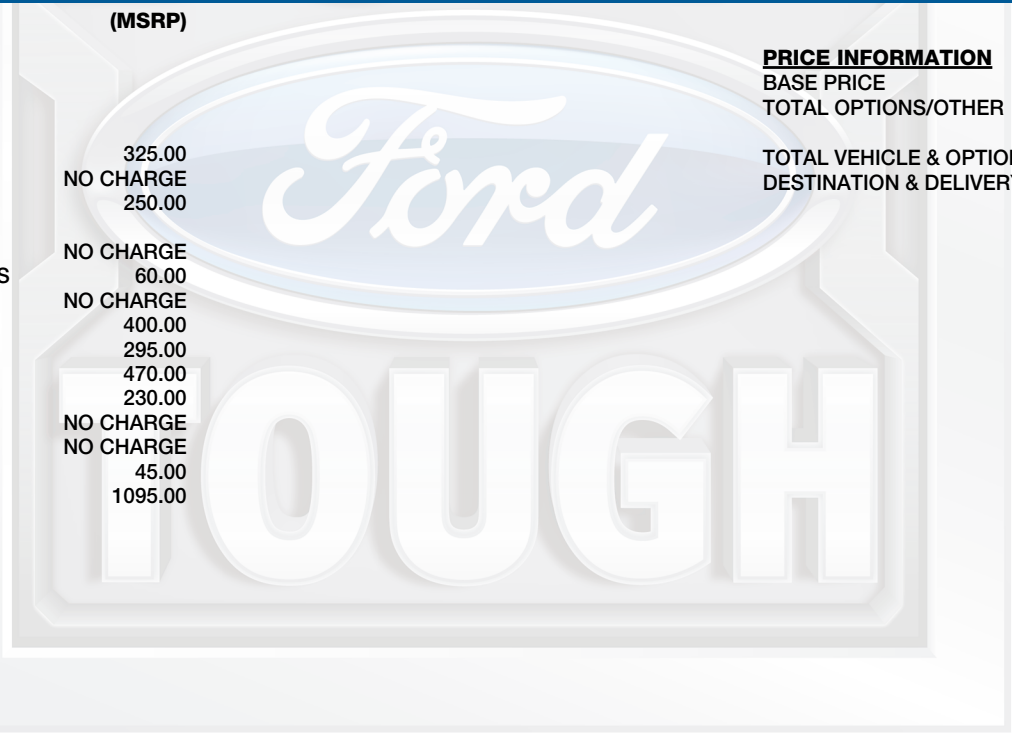 (MSRP)
325.00
NO CHARGE
250.00
NO CHARGE
S 60.00
NO CHARGE
400.00
295.00
470.00
230.00
NO CHARGE
NO CHARGE
45.00
1095.00
PRICE INFORMATION
BASE PRICE
TOTAL OPTIONS/OTHER
TOTAL VEHICLE & OPTION
DESTINATION & DELIVERY
Ford
TOUGH